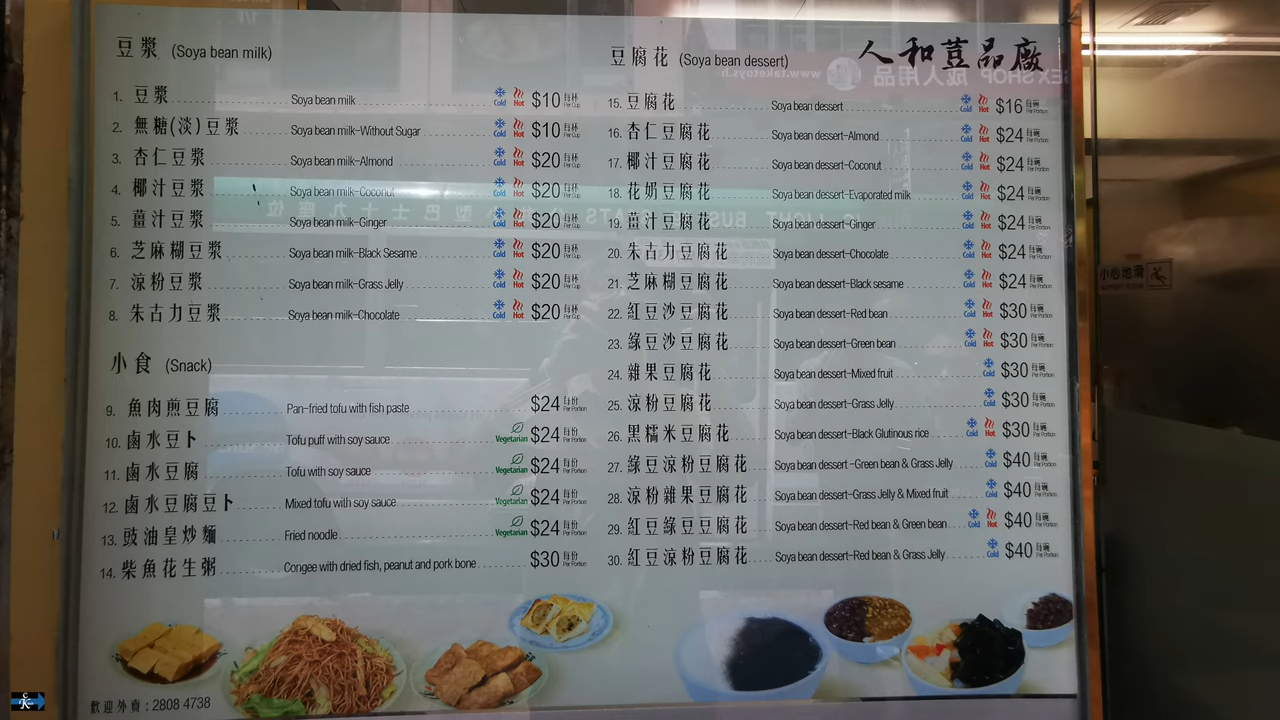 豆漿 (Soya bean milk)
1. 豆漿 Soya bean milk Cold Hot $10 每杯 Per Cup
2. 無糖(淡)豆漿 Soya bean milk-Without Sugar Cold Hot $10 每杯 Per Cup
3. 杏仁豆漿 Soya bean milk-Almond Cold Hot $20 每杯 Per Cup
4. 椰汁豆漿 Soya bean milk-Coconut Cold Hot $20 每杯 Per Cup
5. 薑汁豆漿 Soya bean milk-Ginger Cold Hot $20 每杯 Per Cup
6. 芝麻糊豆漿 Soya bean milk-Black Sesame Cold Hot $20 每杯 Per Cup
7. 涼粉豆漿 Soya bean milk-Grass Jelly Cold Hot $20 每杯 Per Cup
8. 朱古力豆漿 Soya bean milk-Chocolate Cold Hot $20 每杯 Per Cup
小食 (Snack)
9. 魚肉煎豆腐 Pan-fried tofu with fish paste $24 每份 Per Portion
10. 鹵水豆卜 Tofu puff with soy sauce Vegetarian $24 每份 Per Portion
11. 鹵水豆腐 Tofu with soy sauce Vegetarian $24 每份 Per Portion
12. 鹵水豆腐豆卜 Mixed tofu with soy sauce Vegetarian $24 每份 Per Portion
13. 豉油皇炒麵 Fried noodle Vegetarian $24 每份 Per Portion
14. 柴魚花生粥 Congee with dried fish, peanut and pork bone $30 每份 Per Portion
歡迎外賣 : 2808 4738
人和荳品廠
豆腐花 (Soya bean dessert)
15. 豆腐花 Soya bean dessert Cold Hot $16 每碗 Per Portion
16. 杏仁豆腐花 Soya bean dessert-Almond Cold Hot $24 每碗 Per Portion
17. 椰汁豆腐花 Soya bean dessert-Coconut Cold Hot $24 每碗 Per Portion
18. 花奶豆腐花 Soya bean dessert-Evaporated milk Cold Hot $24 每碗 Per Portion
19. 薑汁豆腐花 Soya bean dessert-Ginger Cold Hot $24 每碗 Per Portion
20. 朱古力豆腐花 Soya bean dessert-Chocolate Cold Hot $24 每碗 Per Portion
21. 芝麻糊豆腐花 Soya bean dessert-Black sesame Cold Hot $24 每碗 Per Portion
22. 紅豆沙豆腐花 Soya bean dessert-Red bean Cold Hot $30 每碗 Per Portion
23. 綠豆沙豆腐花 Soya bean dessert-Green bean Cold Hot $30 每碗 Per Portion
24. 雜果豆腐花 Soya bean dessert-Mixed fruit Cold $30 每碗 Per Portion
25. 涼粉豆腐花 Soya bean dessert-Grass Jelly Cold $30 每碗 Per Portion
26. 黑糯米豆腐花 Soya bean dessert-Black Glutinous rice Cold Hot $30 每碗 Per Portion
27. 綠豆涼粉豆腐花 Soya bean dessert -Green bean & Grass Jelly Cold $40 每碗 Per Portion
28. 涼粉雜果豆腐花 Soya bean dessert-Grass Jelly & Mixed fruit Cold $40 每碗 Per Portion
29. 紅豆綠豆豆腐花 Soya bean dessert-Red bean & Green bean Cold Hot $40 每碗 Per Portion
30. 紅豆涼粉豆腐花 Soya bean dessert-Red bean & Grass Jelly Cold $40 每碗 Per Portion
小心地滑